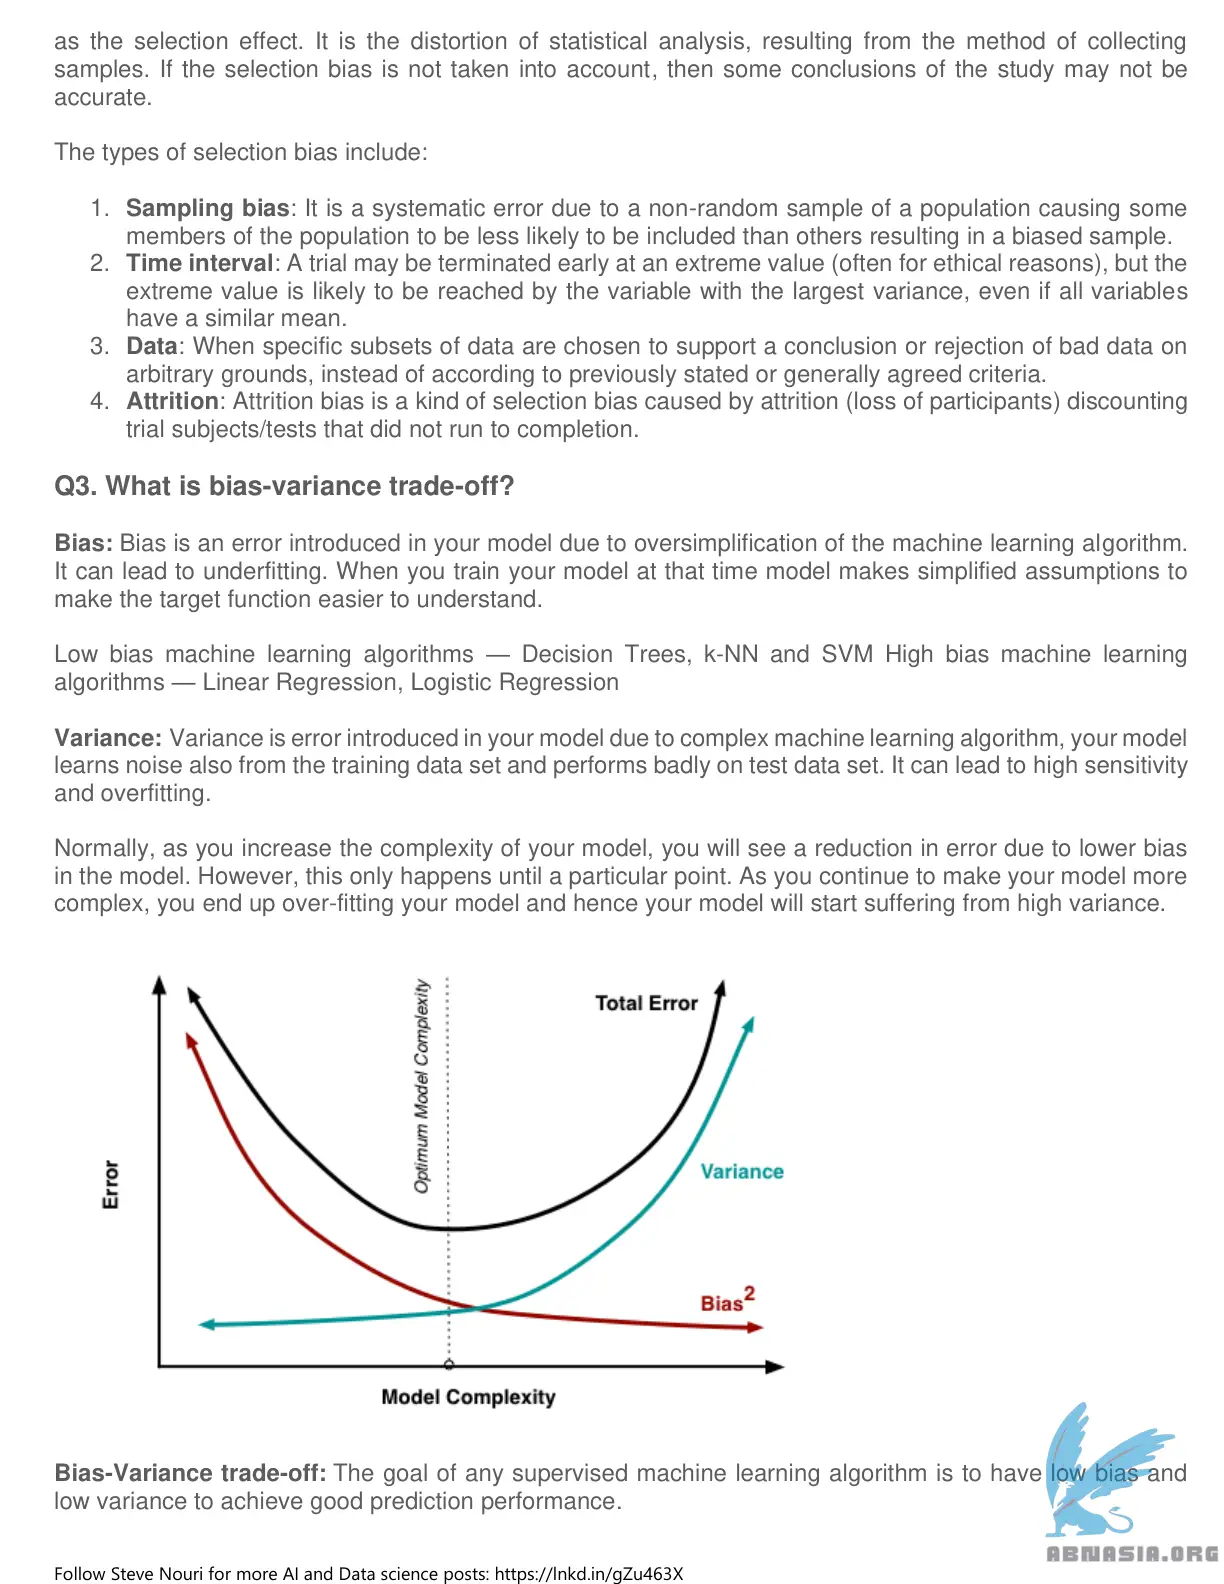 as the selection effect. It is the distortion of statistical analysis, resulting from the method of collecting
samples. If the selection bias is not taken into account, then some conclusions of the study may not be
accurate.
The types of selection bias include:
1. Sampling bias: It is a systematic error due to a non-random sample of a population causing some
members of the population to be less likely to be included than others resulting in a biased sample.
2. Time interval: A trial may be terminated early at an extreme value (often for ethical reasons), but the
extreme value is likely to be reached by the variable with the largest variance, even if all variables
have a similar mean.
3. Data: When specific subsets of data are chosen to support a conclusion or rejection of bad data on
arbitrary grounds, instead of according to previously stated or generally agreed criteria.
4. Attrition: Attrition bias is a kind of selection bias caused by attrition (loss of participants) discounting
trial subjects/tests that did not run to completion.
Q3. What is bias-variance trade-off?
Bias: Bias is an error introduced in your model due to oversimplification of the machine learning algorithm.
It can lead to underfitting. When you train your model at that time model makes simplified assumptions to
make the target function easier to understand.
Low bias machine learning algorithms — Decision Trees, k-NN and SVM High bias machine learning
algorithms — Linear Regression, Logistic Regression
Variance: Variance is error introduced in your model due to complex machine learning algorithm, your model
learns noise also from the training data set and performs badly on test data set. It can lead to high sensitivity
and overfitting.
Normally, as you increase the complexity of your model, you will see a reduction in error due to lower bias
in the model. However, this only happens until a particular point. As you continue to make your model more
complex, you end up over-fitting your model and hence your model will start suffering from high variance.
Total Error
Optimum Model Complexity
Variance
Error
Bias²
Model Complexity
Bias-Variance trade-off: The goal of any supervised machine learning algorithm is to have low bias and
low variance to achieve good prediction performance.
ABNASIA.ORG
Follow Steve Nouri for more AI and Data science posts: https://lnkd.in/gZu463X